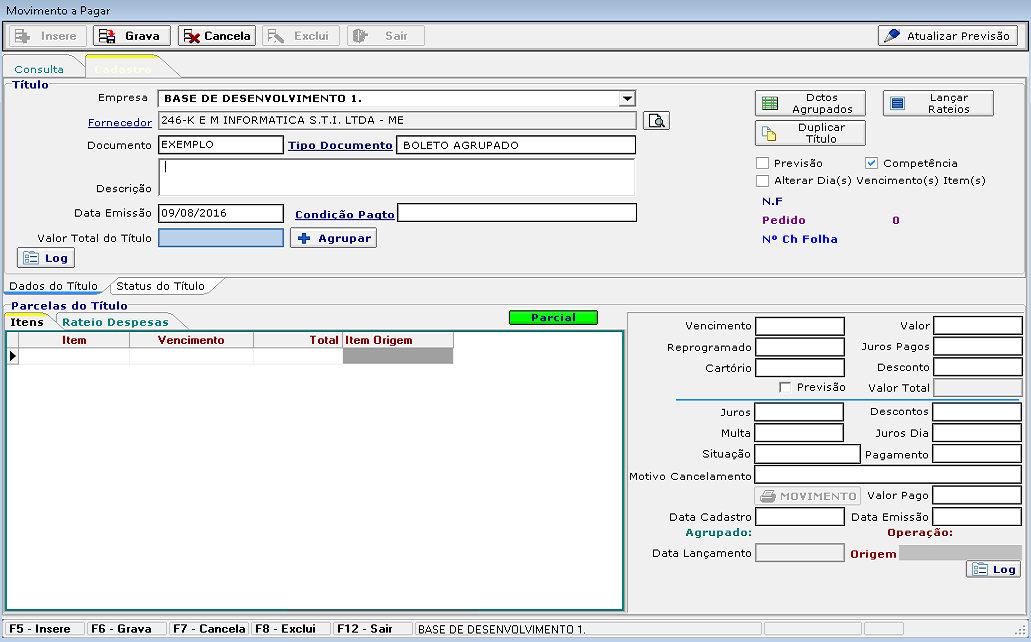 Movimento a Pagar
Insere Grava Cancela Exclui Sair Atualizar Previsão
Consulta Cadastro
Título
Empresa BASE DE DESENVOLVIMENTO 1. Dctos Agrupados Lançar Rateios
Fornecedor 246-K E M INFORMATICA S.T.I. LTDA - ME
Documento EXEMPLO Tipo Documento BOLETO AGRUPADO Duplicar Título
Previsão Competência
Descrição Alterar Dia(s) Vencimento(s) Item(s)
N.F
Data Emissão 09/08/2016 Condição Pagto Pedido 0
Valor Total do Título Agrupar Nº Ch Folha
Log
Dados do Título Status do Título
Parcelas do Título
Itens Rateio Despesas Parcial
Item Vencimento Total Item Origem
Vencimento Valor
Reprogramado Juros Pagos
Cartório Desconto
Previsão Valor Total
Juros Descontos
Multa Juros Dia
Situação Pagamento
Motivo Cancelamento
MOVIMENTO Valor Pago
Data Cadastro Data Emissão
Agrupado: Operação:
Data Lançamento Origem
Log
F5 - Insere F6 - Grava F7 - Cancela F8 - Exclui F12 - Sair BASE DE DESENVOLVIMENTO 1.